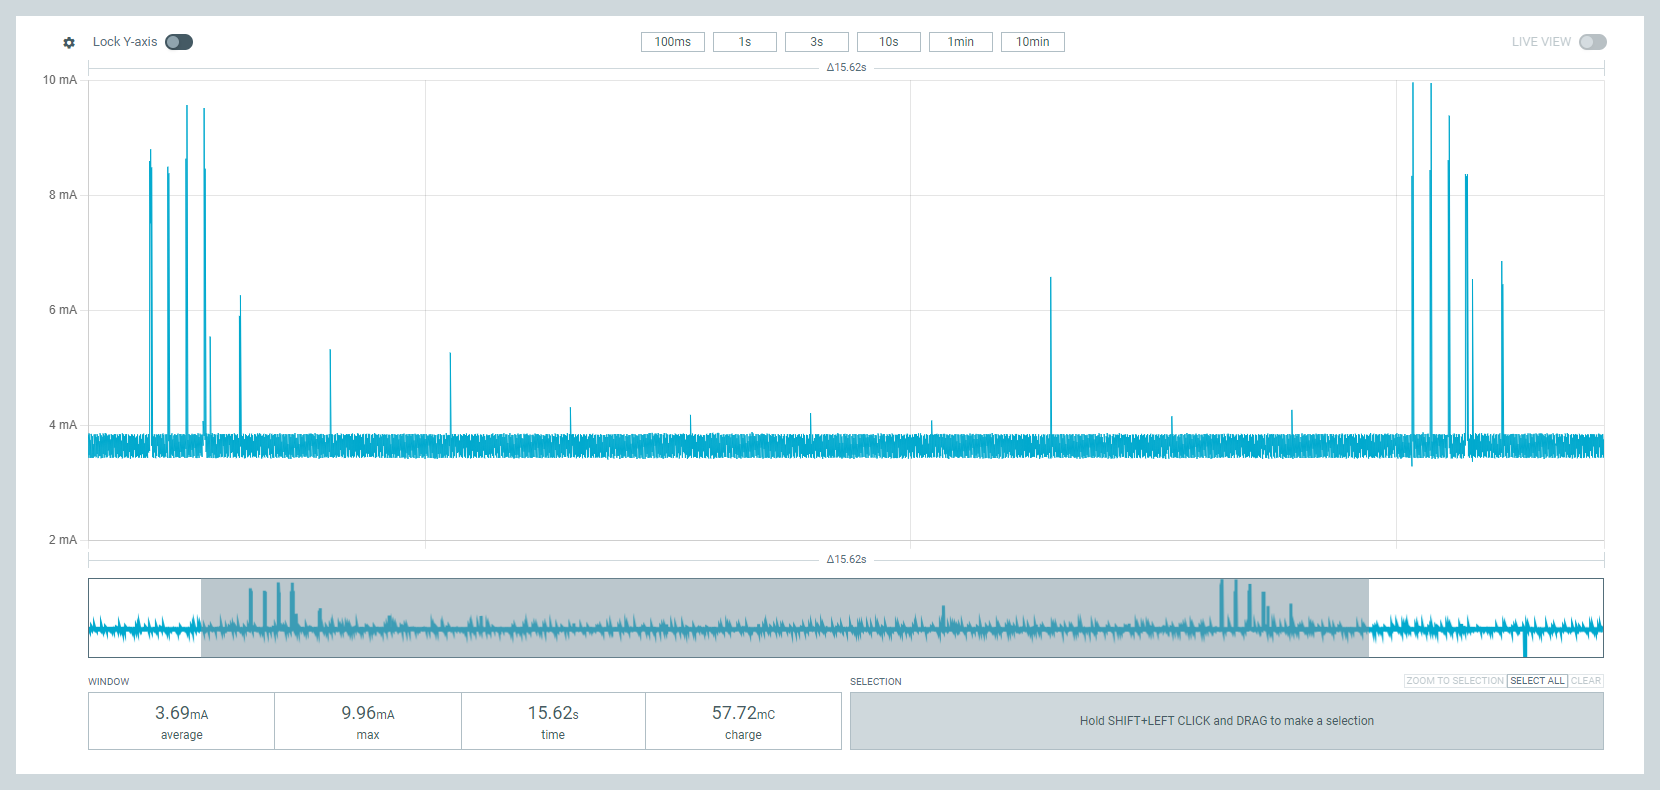 Lock Y-axis 100ms 1s 3s 10s 1min 10min LIVE VIEW
Δ15.62s
10 mA
8 mA
6 mA
4 mA
2 mA
Δ15.62s
WINDOW SELECTION ZOOM TO SELECTION SELECT ALL CLEAR
3.69mA 9.96mA 15.62s 57.72mC
average max time charge
Hold SHIFT+LEFT CLICK and DRAG to make a selection